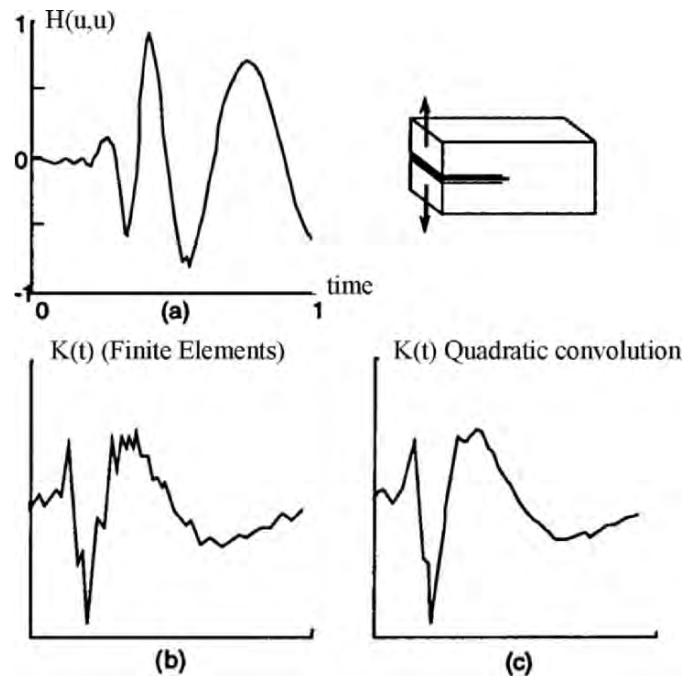 H(u,u)
1
0
-1
0
(a)
1
time
K(t) (Finite Elements)
K(t) Quadratic convolution
(b)
(c)